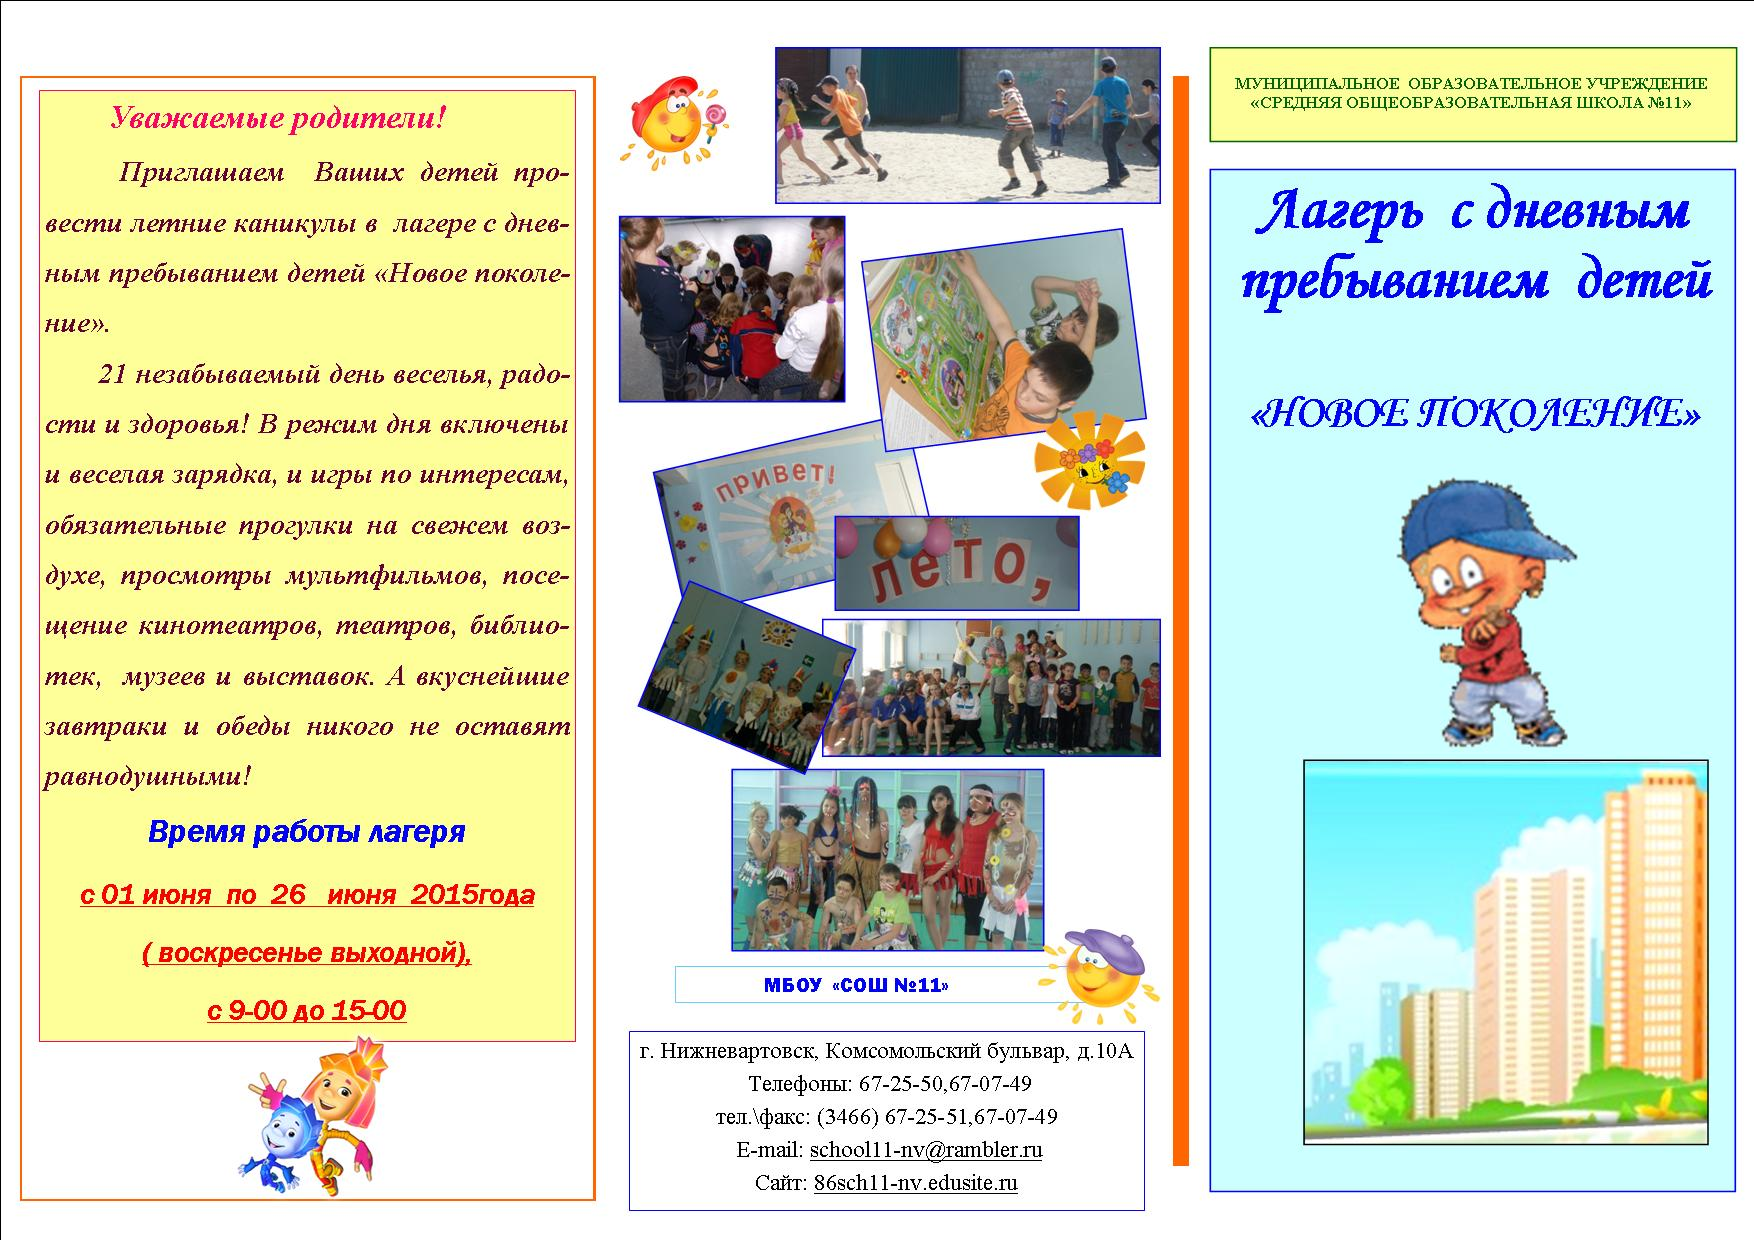 Уважаемые родители!
Приглашаем Ваших детей про-
вести летние каникулы в лагере с днев-
ным пребыванием детей «Новое поколе-
ние».
21 незабываемый день веселья, радо-
сти и здоровья! В режим дня включены
и веселая зарядка, и игры по интересам,
обязательные прогулки на свежем воз-
духе, просмотры мультфильмов, посе-
щение кинотеатров, театров, библио-
тек, музеев и выставок. А вкуснейшие
завтраки и обеды никого не оставят
равнодушными!
Время работы лагеря
с 01 июня по 26 июня 2015года
( воскресенье выходной),
с 9-00 до 15-00
ПРИВЕТ!
ЛЕТО,
МБОУ «СОШ №11»
г. Нижневартовск, Комсомольский бульвар, д.10А
Телефоны: 67-25-50,67-07-49
тел.\факс: (3466) 67-25-51,67-07-49
E-mail: school11-nv@rambler.ru
Сайт: 86sch11-nv.edusite.ru
МУНИЦИПАЛЬНОЕ ОБРАЗОВАТЕЛЬНОЕ УЧРЕЖДЕНИЕ
«СРЕДНЯЯ ОБЩЕОБРАЗОВАТЕЛЬНАЯ ШКОЛА №11»
Лагерь с дневным
пребыванием детей
«НОВОЕ ПОКОЛЕНИЕ»